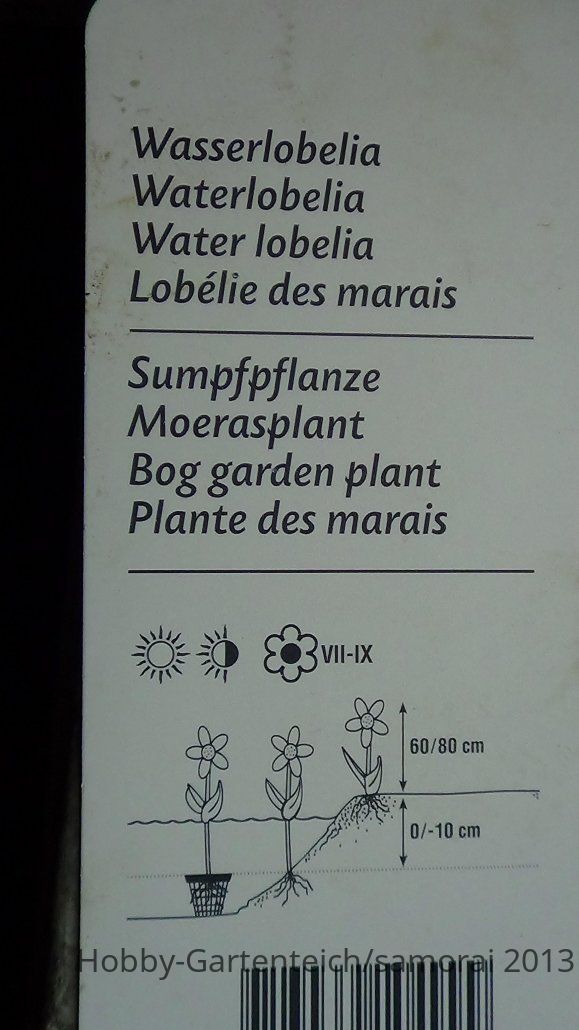 Wasserlobelia
Waterlobelia
Water lobelia
Lobélie des marais
Sumpfpflanze
Moerasplant
Bog garden plant
Plante des marais
VII-IX
60/80 cm
0/-10 cm
Hobby-Gartenteich/samorai 2013